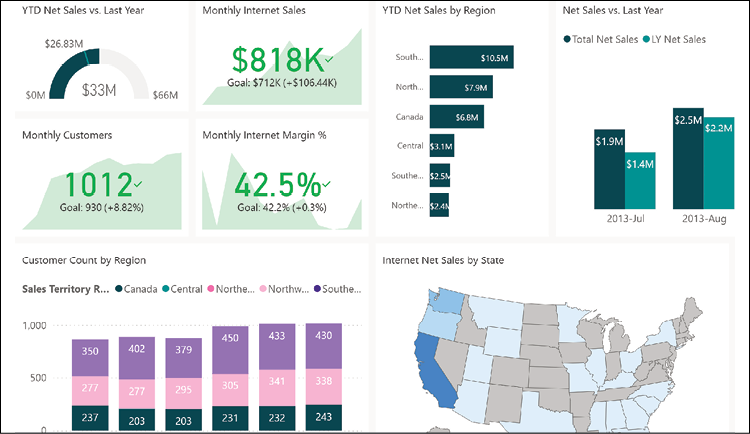 YTD Net Sales vs. Last Year
$26.83M
$0M
$33M
$66M
Monthly Internet Sales
$818K
Goal: $712K (+$106.44K)
YTD Net Sales by Region
South...
$10.5M
North...
$7.9M
Canada
$6.8M
Central
$3.1M
Southe...
$2.5M
Northe...
$2.4M
Net Sales vs. Last Year
Total Net Sales LY Net Sales
$1.9M
$1.4M
$2.5M
$2.2M
2013-Jul
2013-Aug
Monthly Customers
1012
Goal: 930 (+8.82%)
Monthly Internet Margin %
42.5%
Goal: 42.2% (+0.3%)
Customer Count by Region
Sales Territory R... Canada Central Northe... Northw... Southe...
1,000
500
0
350 402 379 450 433 430
277 277 295 305 341 338
237 203 203 231 232 243
Internet Net Sales by State